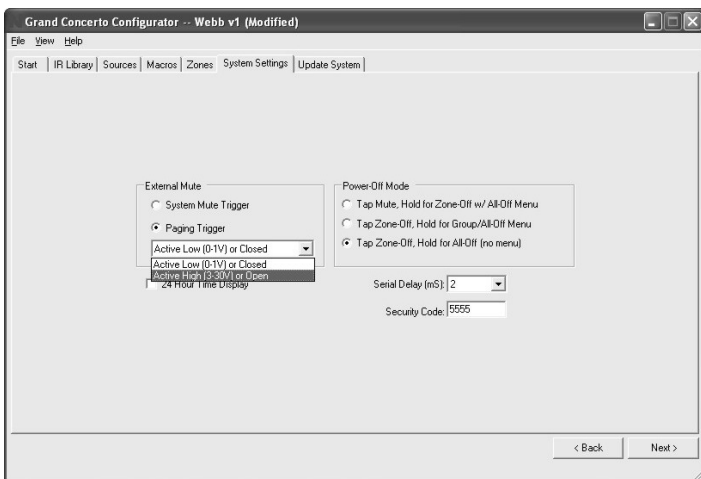 Grand Concerto Configurator -- Webb v1 (Modified)
File View Help
Start IR Library Sources Macros Zones System Settings Update System
External Mute
System Mute Trigger
Paging Trigger
Active Low (0-1V) or Closed
Active Low (0-1V) or Closed
Active High (3-30V) or Open
24 Hour Time Display
Power-Off Mode
Tap Mute, Hold for Zone-Off w/ All-Off Menu
Tap Zone-Off, Hold for Group/All-Off Menu
Tap Zone-Off, Hold for All-Off (no menu)
Serial Delay (mS): 2
Security Code: 5555
< Back Next >